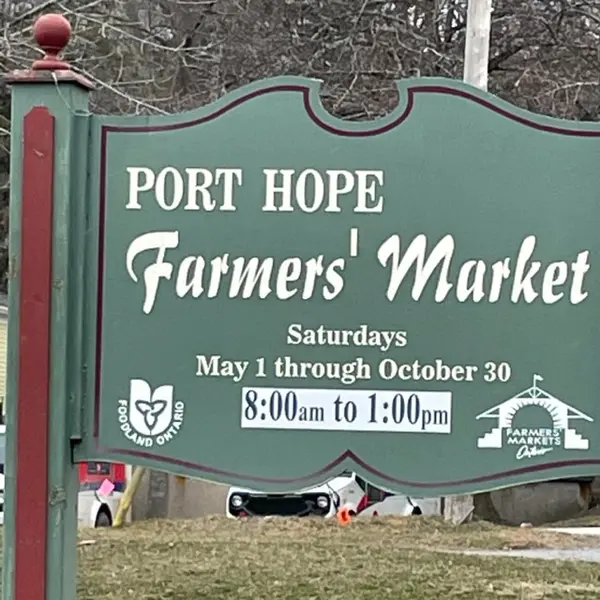 PORT HOPE
Farmers' Market
Saturdays
May 1 through October 30
8:00am to 1:00pm
FOODLAND ONTARIO
FARMERS'
MARKETS
Ontario